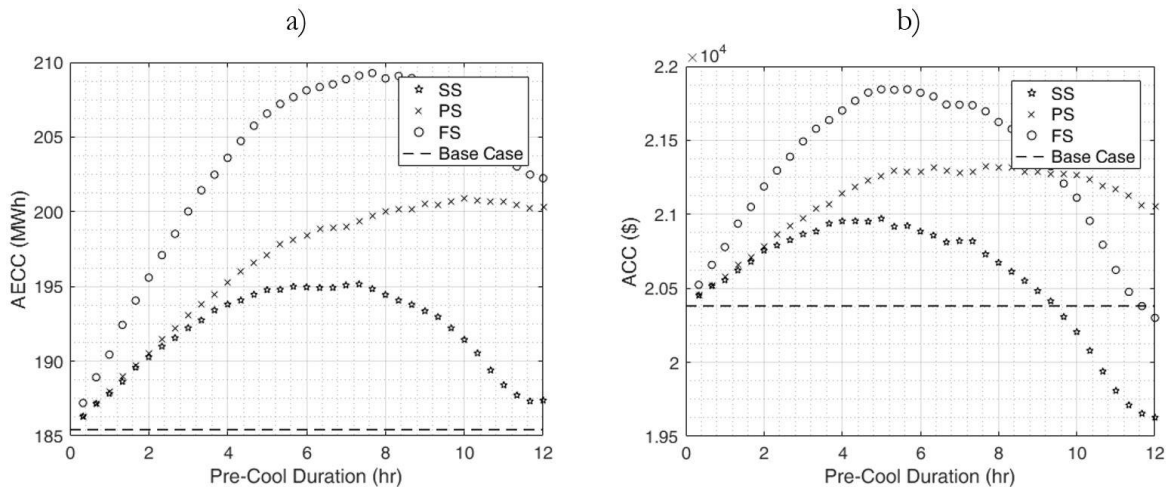 a)
210
205
200
195
190
185
AECC (MWh)
0 2 4 6 8 10 12
Pre-Cool Duration (hr)
SS
PS
FS
Base Case
b)
× 10⁴
2.2
2.15
2.1
2.05
2
1.95
ACC ($)
0 2 4 6 8 10 12
Pre-Cool Duration (hr)
SS
PS
FS
Base Case